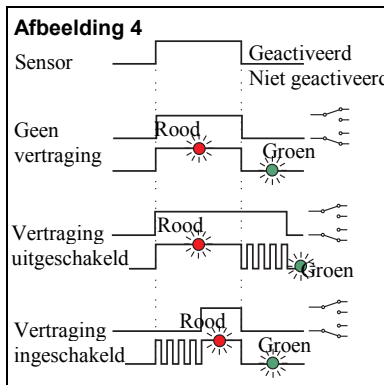 Afbeelding 4
Sensor
Geactiveerd
Niet geactiveerd
Geen
vertraging
Rood
Groen
Vertraging
uitgeschakeld
Rood
Groen
Vertraging
ingeschakeld
Rood
Groen